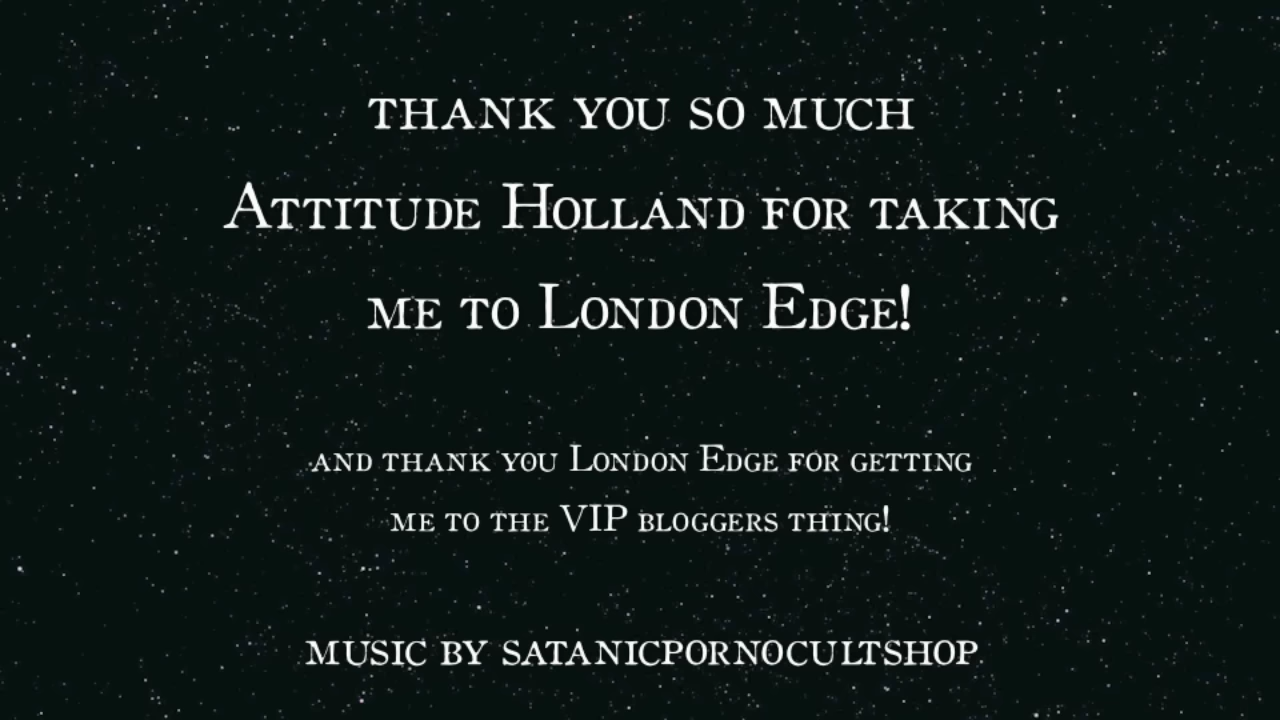 THANK YOU SO MUCH
ATTITUDE HOLLAND FOR TAKING
ME TO LONDON EDGE!
AND THANK YOU LONDON EDGE FOR GETTING
ME TO THE VIP BLOGGERS THING!
MUSIC BY SATANICPORNOCULTSHOP